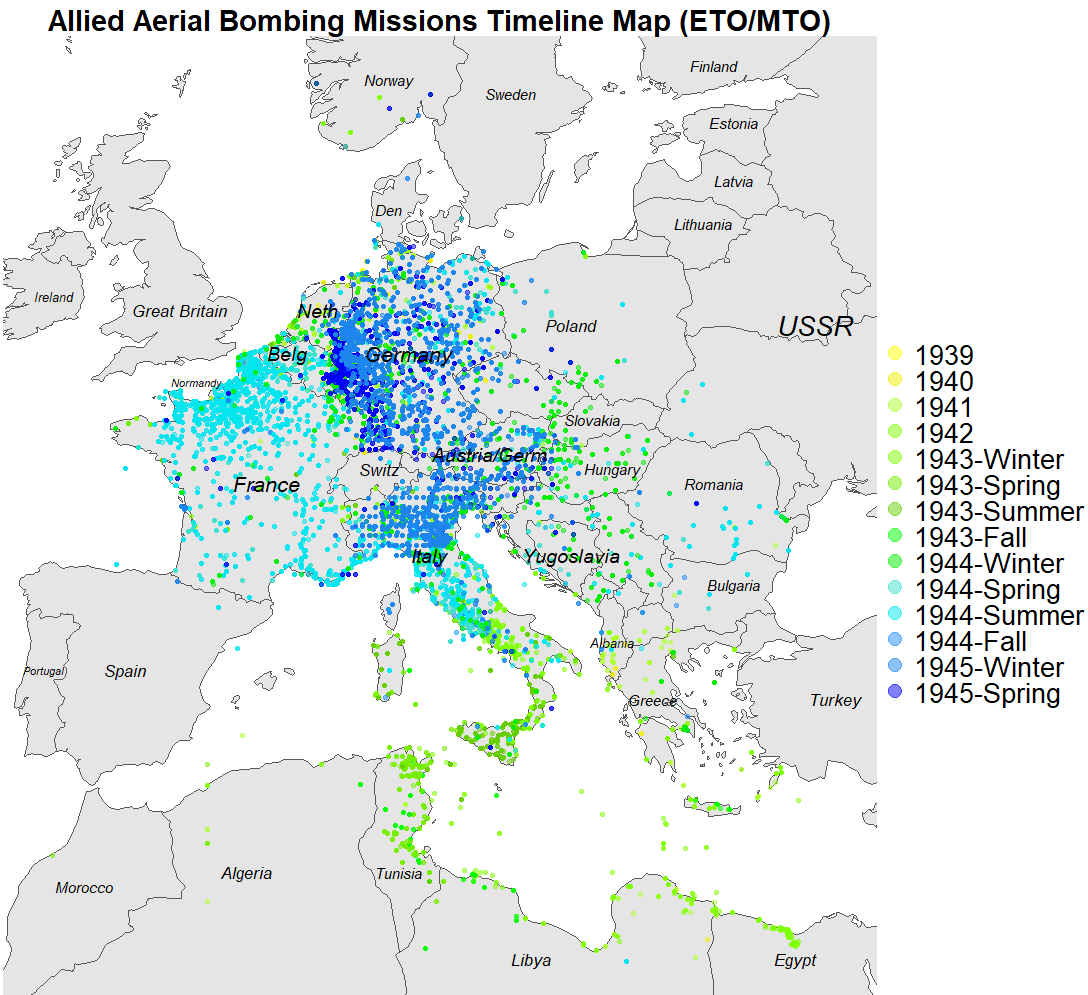 Allied Aerial Bombing Missions Timeline Map (ETO/MTO)
Finland
Norway
Sweden
Estonia
Latvia
Den
Lithuania
Ireland
Great Britain
Neth
Poland
USSR
Belg
Germany
Normandy
Slovakia
Austria/Germ
Switz
Hungary
France
Romania
Italy
Yugoslavia
Bulgaria
Albania
Portugal
Spain
Greece
Turkey
Morocco
Algeria
Tunisia
Libya
Egypt
1939
1940
1941
1942
1943-Winter
1943-Spring
1943-Summer
1943-Fall
1944-Winter
1944-Spring
1944-Summer
1944-Fall
1945-Winter
1945-Spring